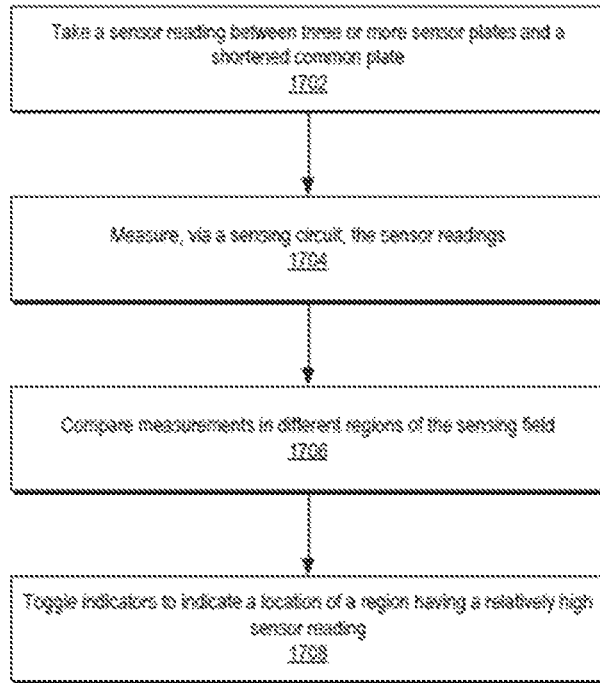 Take a sensor reading between three or more sensor plates and a
shortened common plate
1702
Measure, via a sensing circuit, the sensor readings
1704
Compare measurements in different regions of the sensing field
1706
Toggle indicators to indicate a location of a region having a relatively high
sensor reading
1708